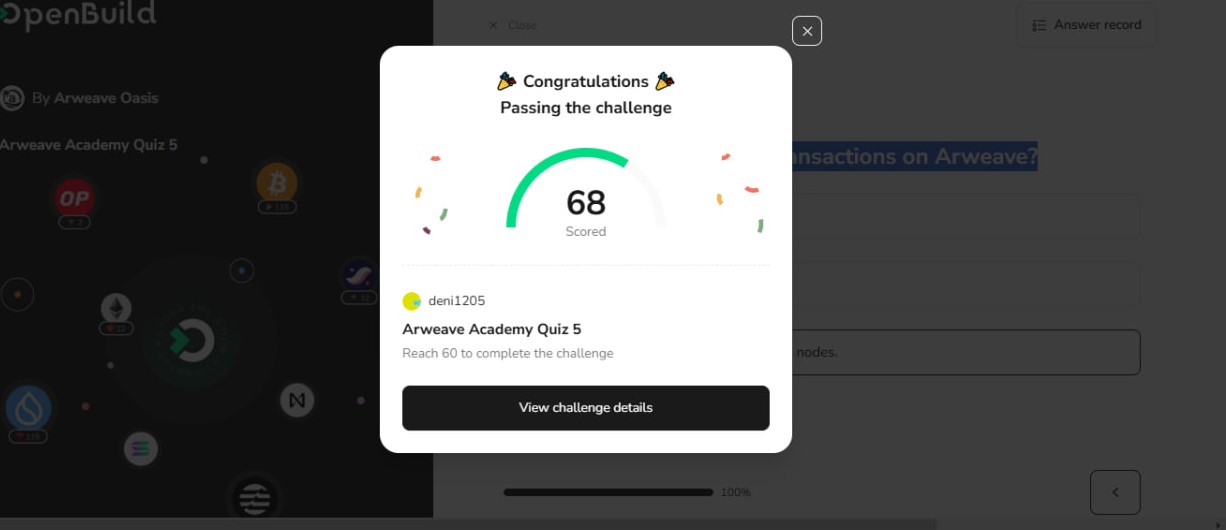 OpenBuild
Close
Answer record
By Arweave Oasis
Arweave Academy Quiz 5
ansactions on Arweave?
Congratulations
Passing the challenge
68
Scored
deni1205
Arweave Academy Quiz 5
Reach 60 to complete the challenge
View challenge details
nodes.
100%
OP